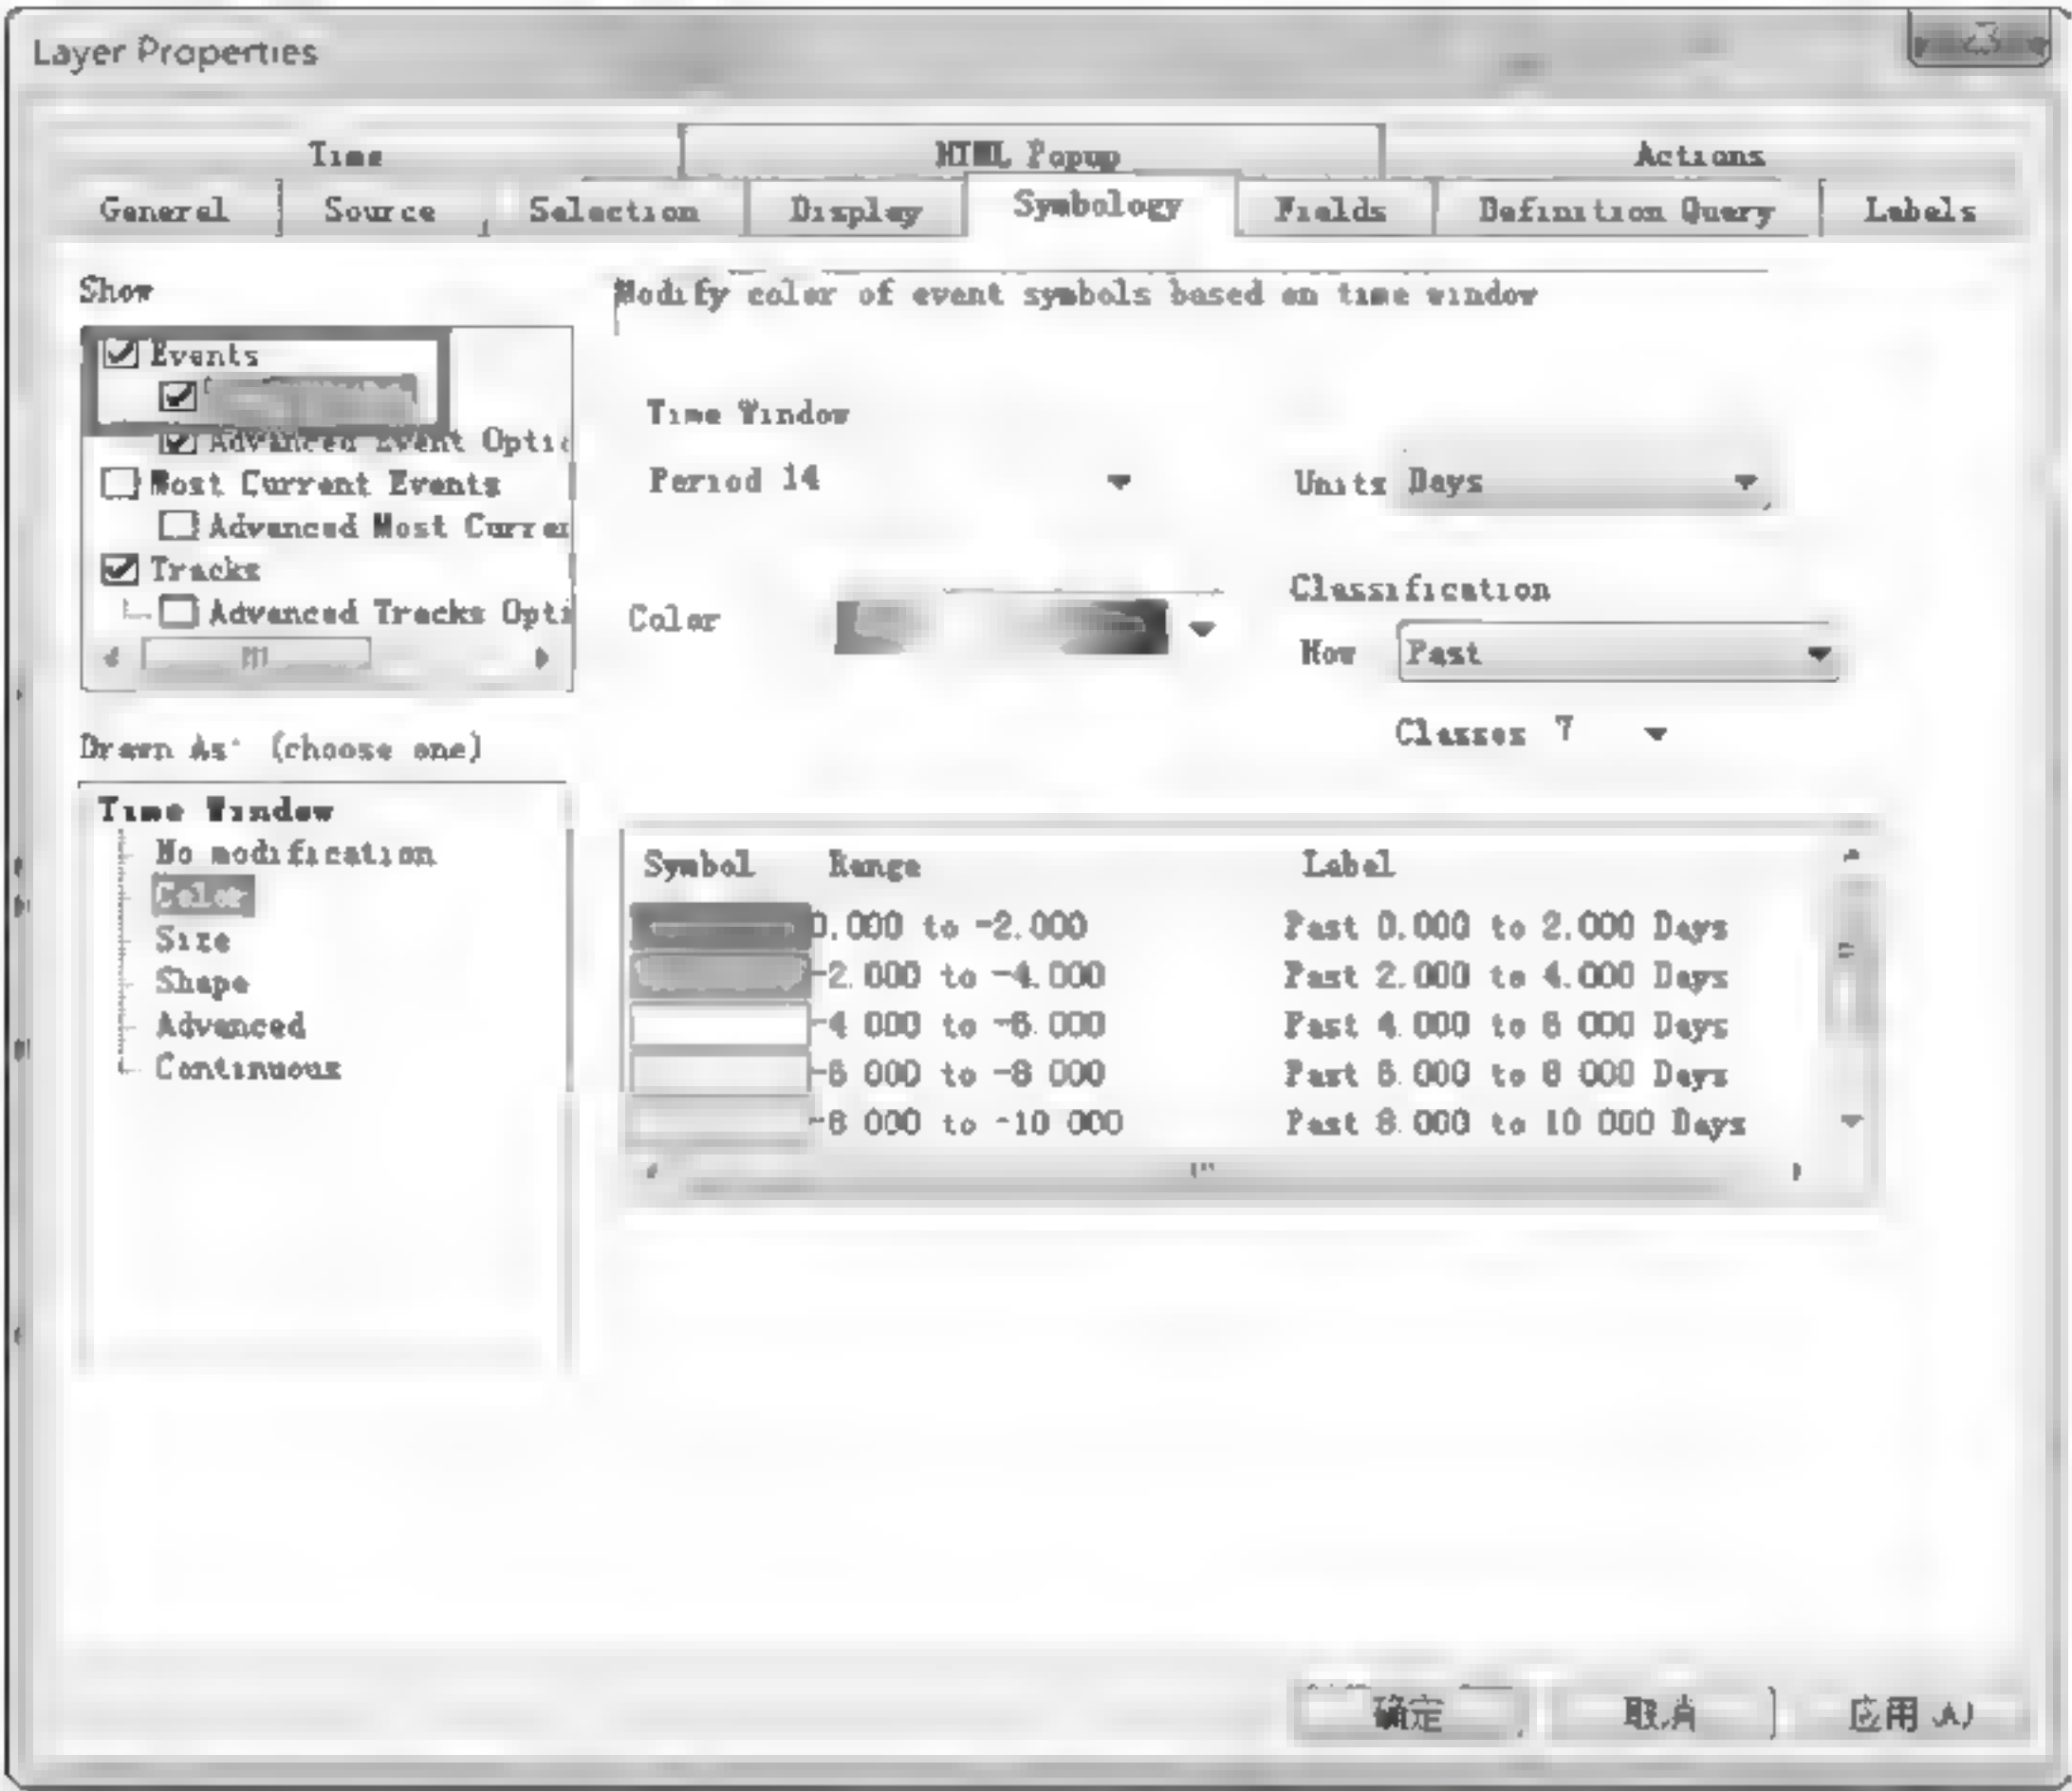 Layer Properties
Time HTML Popup Actions
General Source Selection Display Symbology Fields Definition Query Labels
Show
Events
Advanced Event Optic
Most Current Events
Advanced Most Curren
Tracks
Advanced Tracks Opti
Modify color of event symbols based on time window
Time Window
Period 14 Units Days
Color
Classification
How Past
Classes 7
Drawn As: (choose one)
Time Window
No modification
Color
Size
Shape
Advanced
Continuous
Symbol Range Label
0.000 to -2.000 Past 0.000 to 2.000 Days
-2.000 to -4.000 Past 2.000 to 4.000 Days
-4.000 to -6.000 Past 4.000 to 6.000 Days
-6.000 to -8.000 Past 6.000 to 8.000 Days
-8.000 to -10.000 Past 8.000 to 10.000 Days
确定 取消 应用(A)